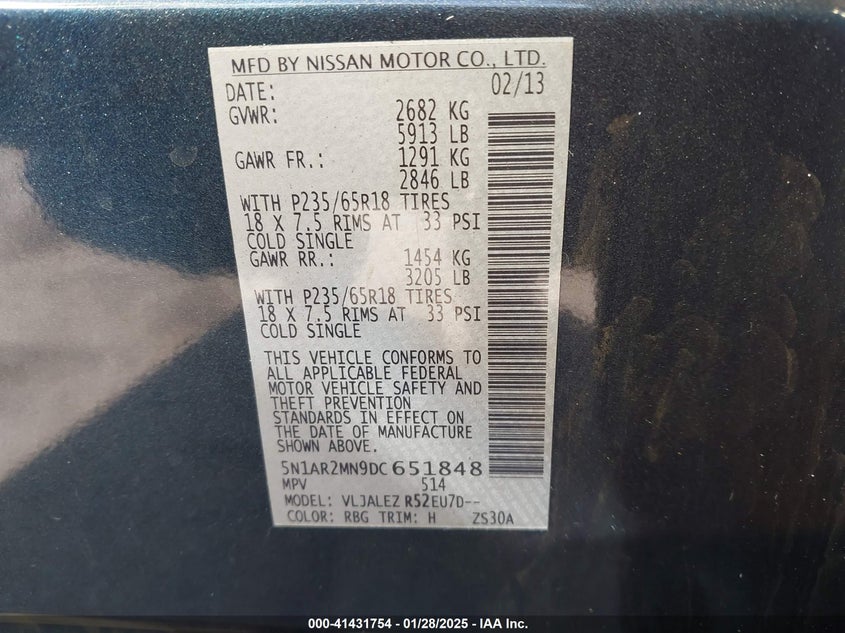 MFD BY NISSAN MOTOR CO., LTD.
DATE: 02/13
GVWR: 2682 KG
5913 LB
GAWR FR.: 1291 KG
2846 LB
WITH P235/65R18 TIRES
18 X 7.5 RIMS AT 33 PSI
COLD SINGLE
GAWR RR.: 1454 KG
3205 LB
WITH P235/65R18 TIRES
18 X 7.5 RIMS AT 33 PSI
COLD SINGLE
THIS VEHICLE CONFORMS TO
ALL APPLICABLE FEDERAL
MOTOR VEHICLE SAFETY AND
THEFT PREVENTION
STANDARDS IN EFFECT ON
THE DATE OF MANUFACTURE
SHOWN ABOVE.
5N1AR2MN9DC651848
MPV 514
MODEL: VLJALEZ R52EU7D--
COLOR: RBG TRIM: H ZS30A
000-41431754 - 01/28/2025 - IAA Inc.